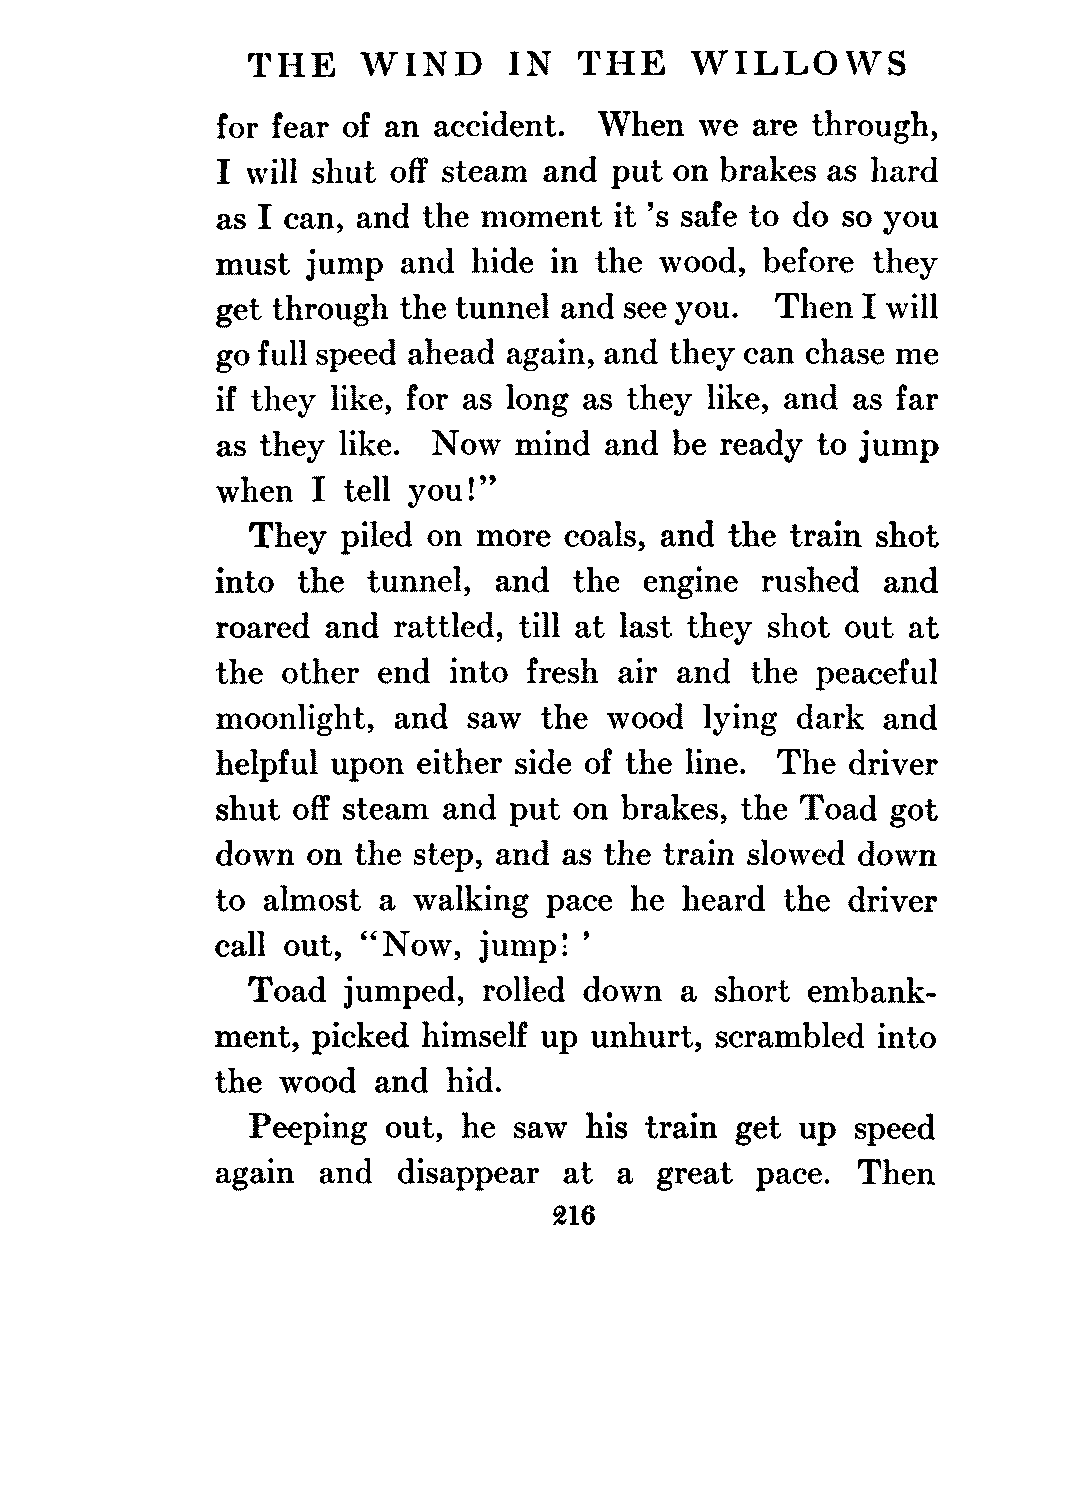 THE WIND IN THE WILLOWS
for fear of an accident. When we are through,
I will shut off steam and put on brakes as hard
as I can, and the moment it 's safe to do so you
must jump and hide in the wood, before they
get through the tunnel and see you. Then I will
go full speed ahead again, and they can chase me
if they like, for as long as they like, and as far
as they like. Now mind and be ready to jump
when I tell you!”
They piled on more coals, and the train shot
into the tunnel, and the engine rushed and
roared and rattled, till at last they shot out at
the other end into fresh air and the peaceful
moonlight, and saw the wood lying dark and
helpful upon either side of the line. The driver
shut off steam and put on brakes, the Toad got
down on the step, and as the train slowed down
to almost a walking pace he heard the driver
call out, “Now, jump! ’
Toad jumped, rolled down a short embank-
ment, picked himself up unhurt, scrambled into
the wood and hid.
Peeping out, he saw his train get up speed
again and disappear at a great pace. Then
216